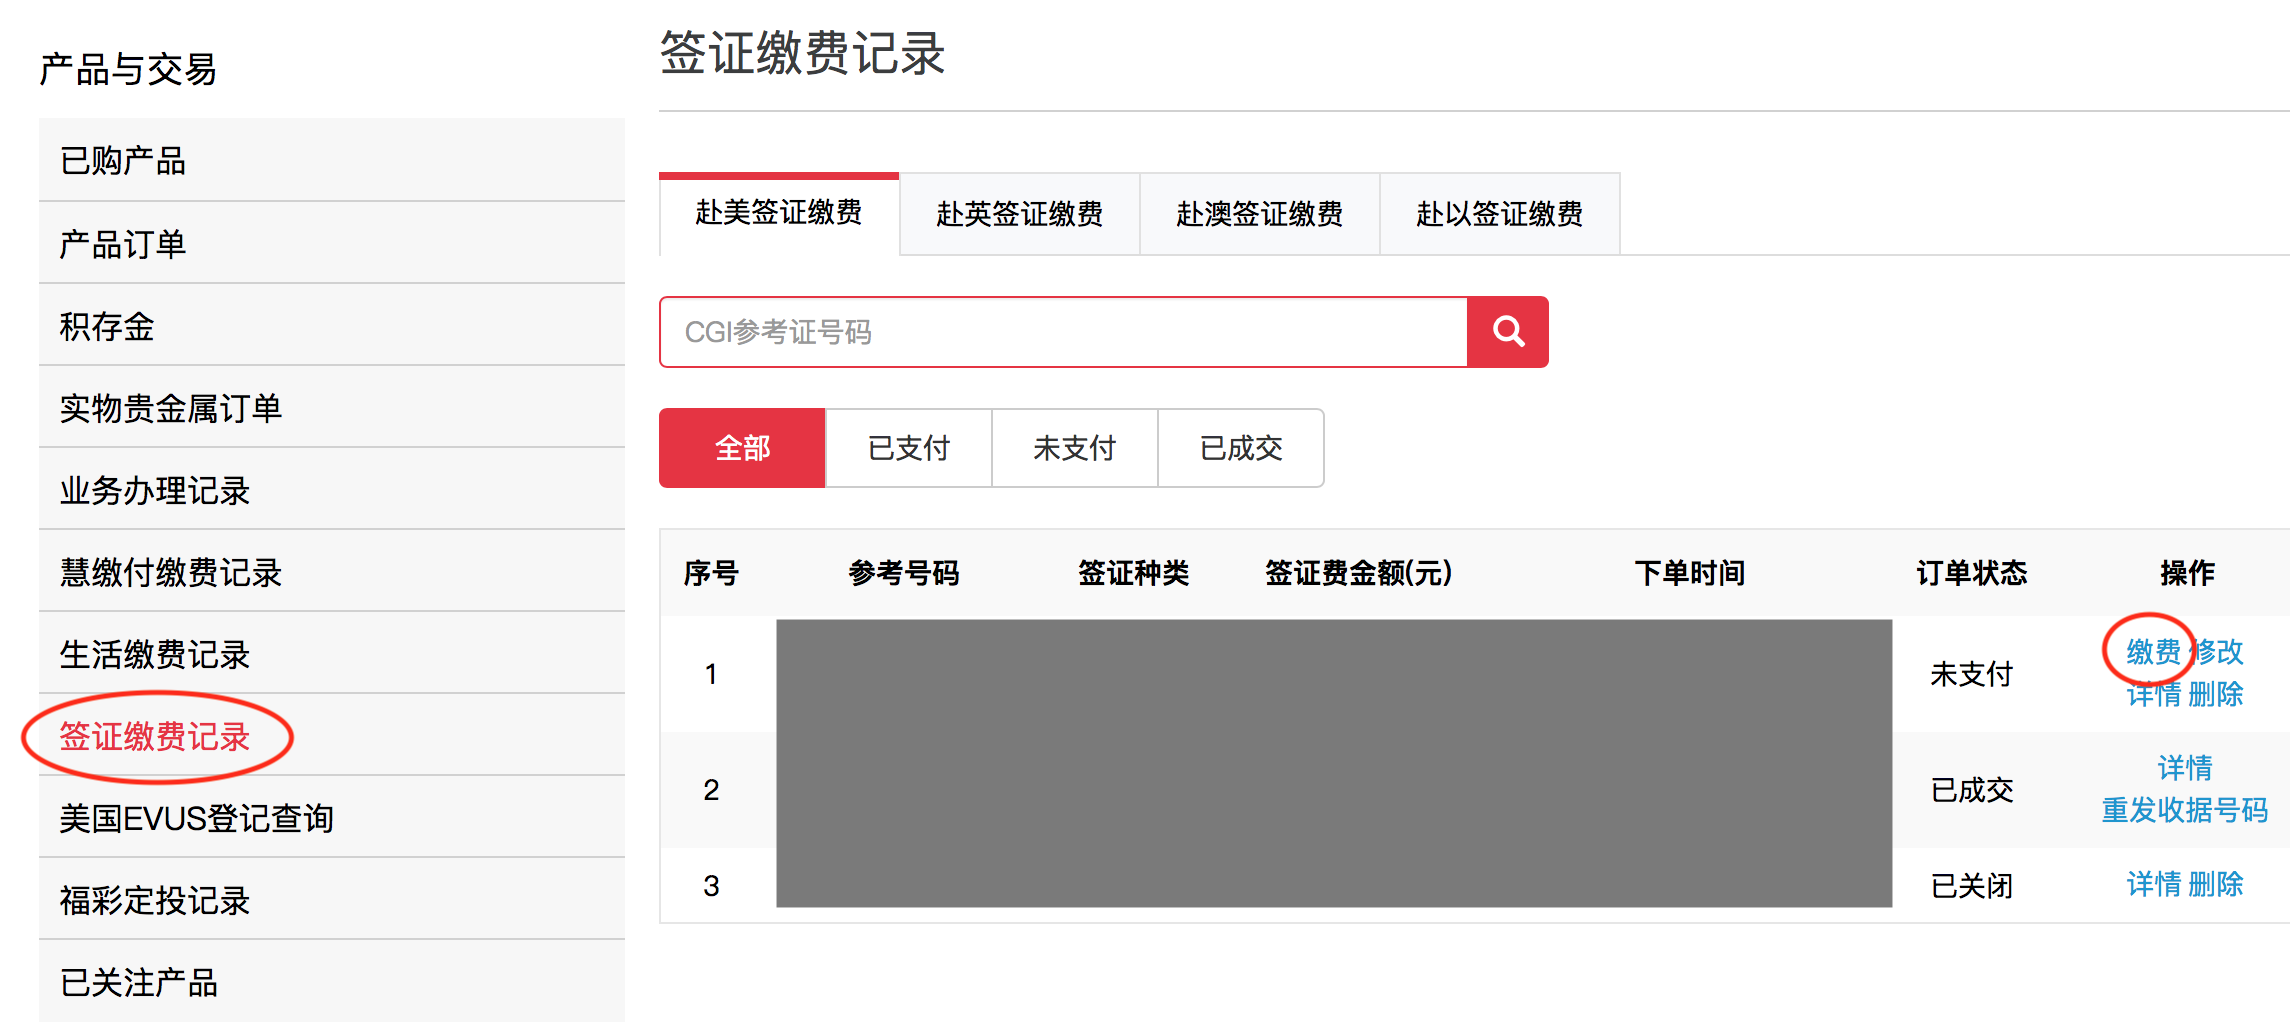 产品与交易
已购产品
产品订单
积存金
实物贵金属订单
业务办理记录
慧缴付缴费记录
生活缴费记录
签证缴费记录
美国EVUS登记查询
福彩定投记录
已关注产品
签证缴费记录
赴美签证缴费 赴英签证缴费 赴澳签证缴费 赴以签证缴费
CGI参考证号码
全部 已支付 未支付 已成交
序号 参考号码 签证种类 签证费金额(元) 下单时间 订单状态 操作
1 未支付 缴费 修改
详情 删除
2 已成交 详情
重发收据号码
3 已关闭 详情 删除